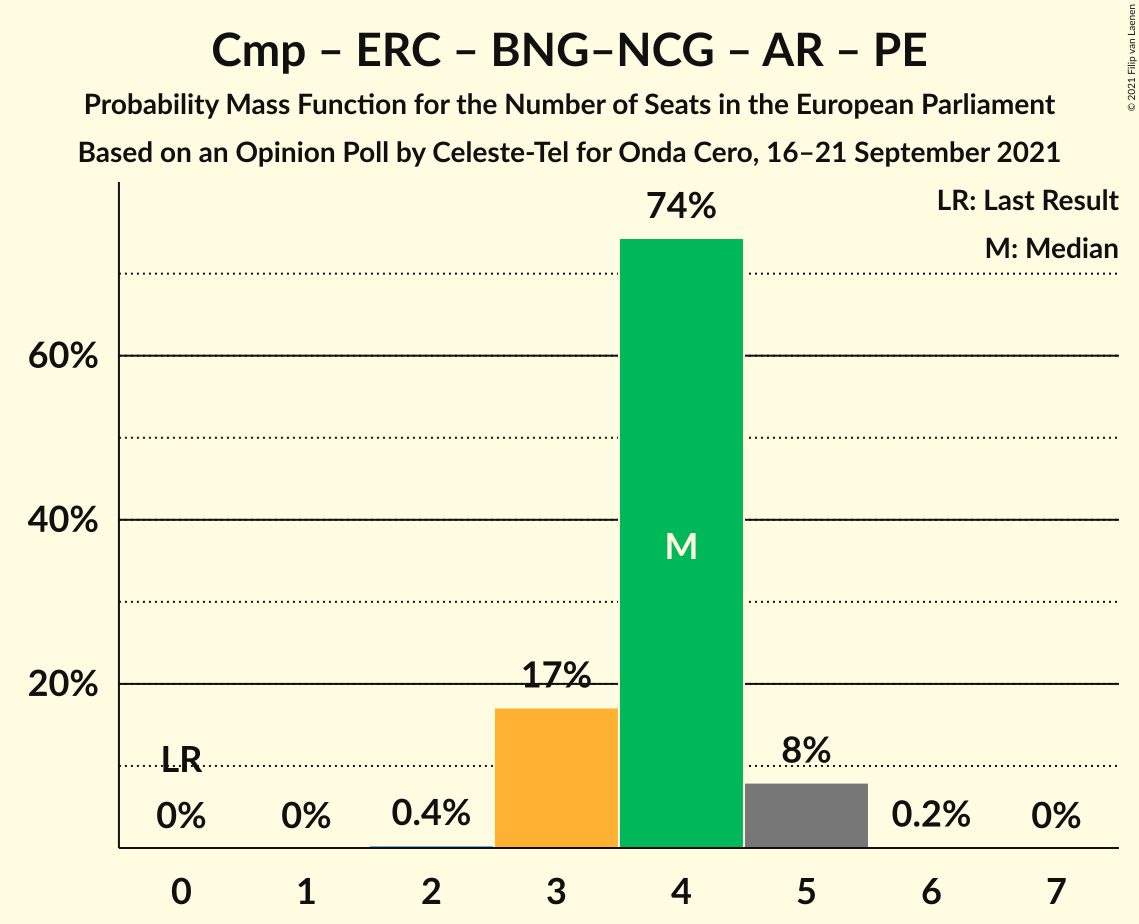 Cmp – ERC – BNG–NCG – AR – PE
Probability Mass Function for the Number of Seats in the European Parliament
Based on an Opinion Poll by Celeste-Tel for Onda Cero, 16–21 September 2021
© 2021 Filip van Laenen
LR: Last Result
M: Median
74%
60%
40%
M
20%
17%
LR
8%
0% 0% 0.4% 0.2% 0%
0 1 2 3 4 5 6 7